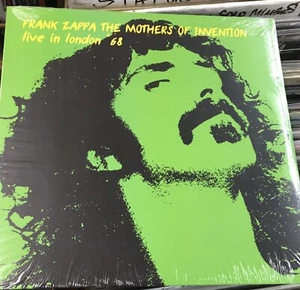 FRANK ZAPPA THE MOTHERS OF INVENTION
live in london '68